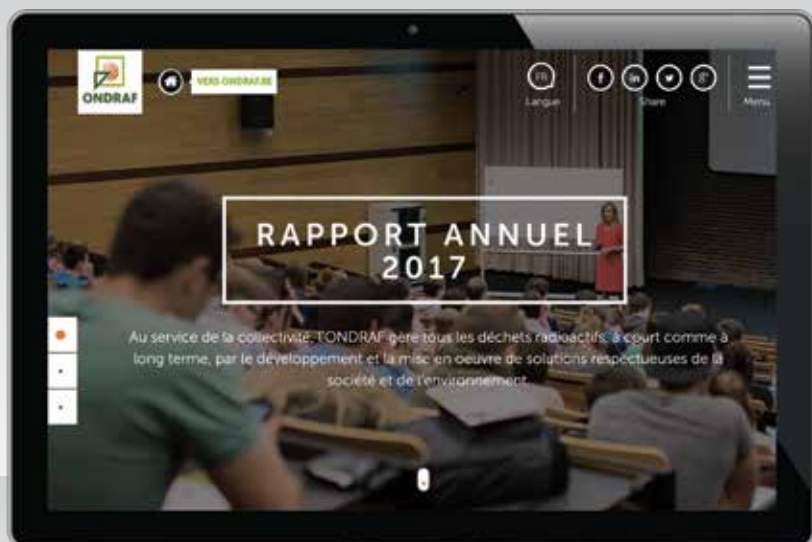 ONDRAF
VERS ONDRAF.BE
FR
Langue
f
in
g+
Share
Menu
RAPPORT ANNUEL
2017
Au service de la collectivité, l'ONDRAF gère tous les déchets radioactifs, à court comme à
long terme, par le développement et la mise en oeuvre de solutions respectueuses de la
société et de l'environnement.